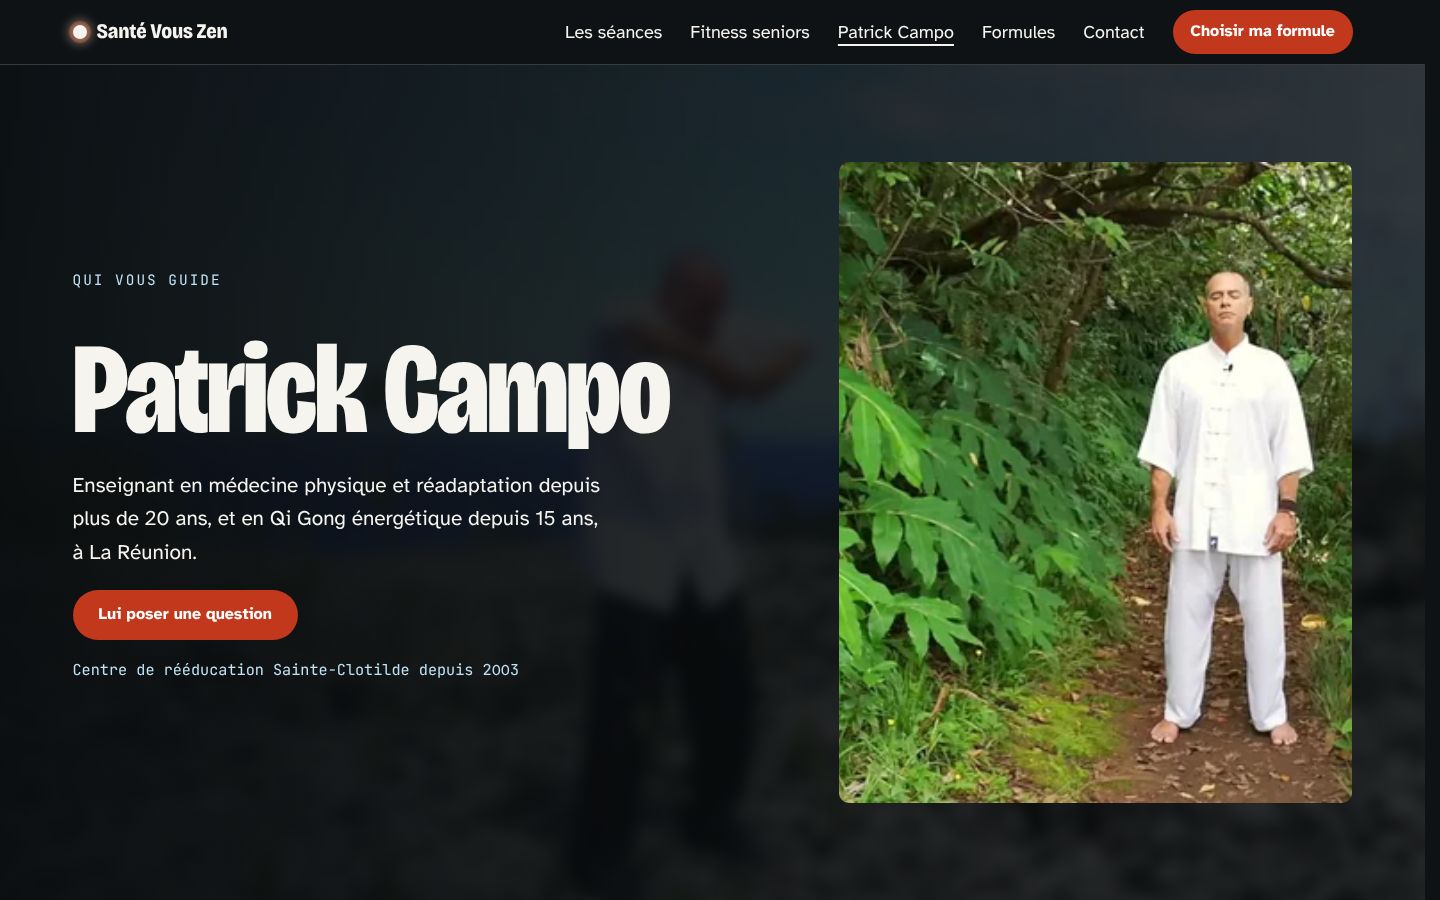 Santé Vous Zen
Les séances
Fitness seniors
Patrick Campo
Formules
Contact
Choisir ma formule
QUI VOUS GUIDE
Patrick Campo
Enseignant en médecine physique et réadaptation depuis
plus de 20 ans, et en Qi Gong énergétique depuis 15 ans,
à La Réunion.
Lui poser une question
Centre de rééducation Sainte-Clotilde depuis 2003